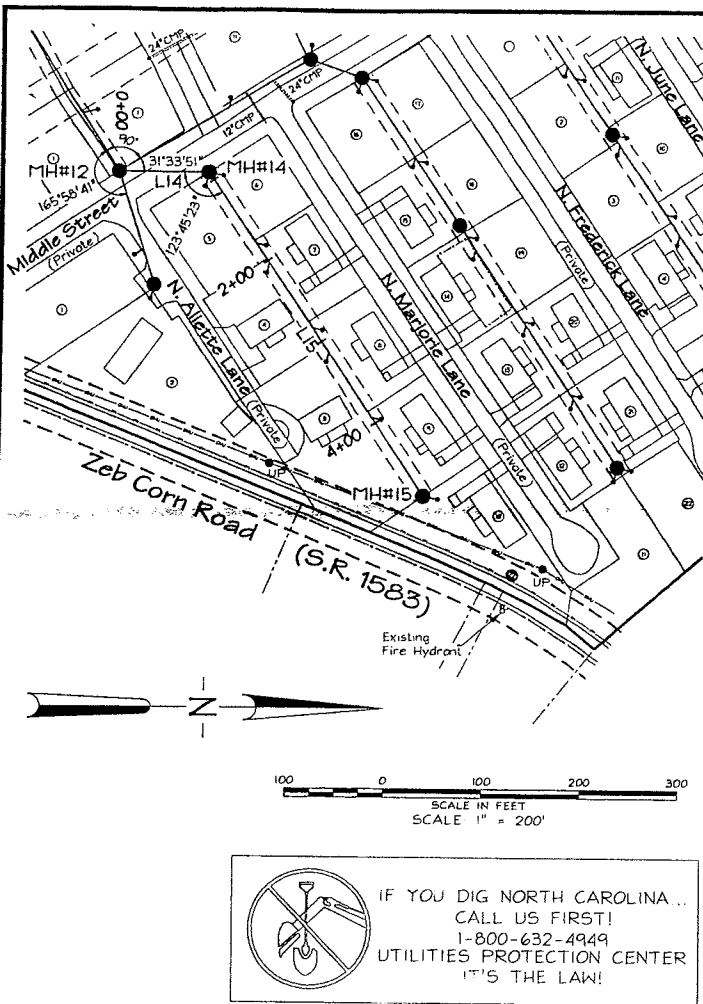 24"CMP
24"CMP
12"CMP
0+00
90°
MH#12
31°33'51"
L14
MH#14
165°58'41"
123°45'23"
Middle Street
(Private)
N. Allette Lane
(Private)
2+00
L15
4+00
MH#15
N. Marjorie Lane
(Private)
N. Frederick Lane
(Private)
N. June Lane
UP
UP
Zeb Corn Road
(S.R. 1583)
Existing
Fire Hydrant
N
100 0 100 200 300
SCALE IN FEET
SCALE: 1" = 200'
IF YOU DIG NORTH CAROLINA...
CALL US FIRST!
1-800-632-4949
UTILITIES PROTECTION CENTER
IT'S THE LAW!